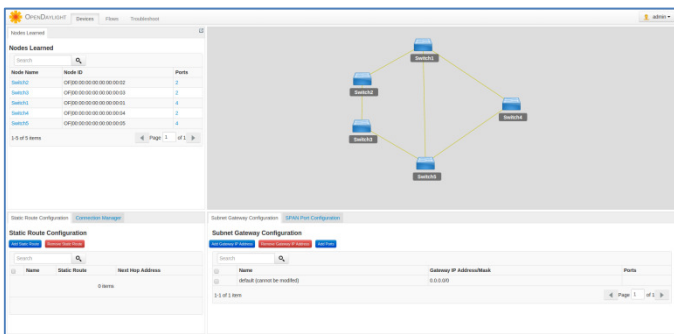 OPENDAYLIGHT Devices Flows Troubleshoot
admin
Nodes Learned
Nodes Learned
Search
Node Name Node ID Ports
Switch2 OF|00:00:00:00:00:00:00:02 2
Switch3 OF|00:00:00:00:00:00:00:03 2
Switch1 OF|00:00:00:00:00:00:00:01 4
Switch4 OF|00:00:00:00:00:00:00:04 2
Switch5 OF|00:00:00:00:00:00:00:05 4
1-5 of 5 items Page 1 of 1
Switch1
Switch2
Switch4
Switch3
Switch5
Static Route Configuration Connection Manager
Static Route Configuration
Add Static Route Remove Static Route
Search
Name Static Route Next Hop Address
0 items
Subnet Gateway Configuration SPAN Port Configuration
Subnet Gateway Configuration
Add Gateway IP Address Remove Gateway IP Address Add Ports
Search
Name Gateway IP Address/Mask Ports
default (cannot be modified) 0.0.0.0/0
1-1 of 1 item Page 1 of 1